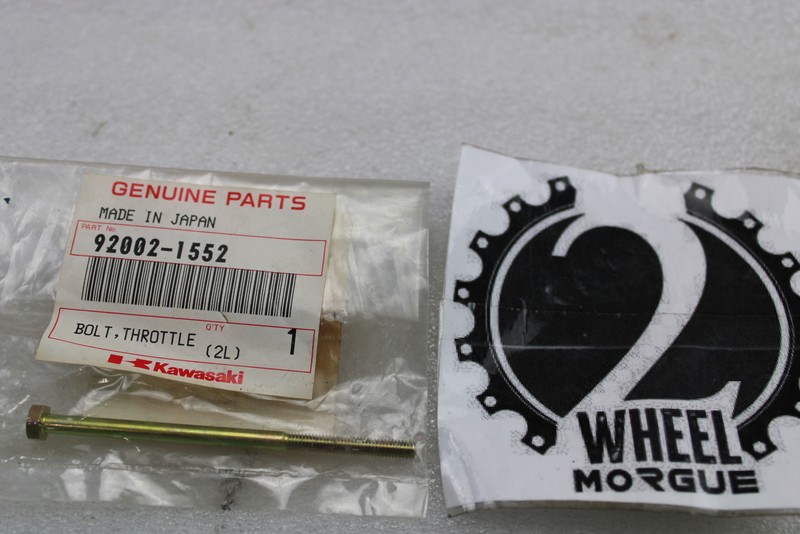 GENUINE PARTS
MADE IN JAPAN
PART No.
92002-1552
BOLT,THROTTLE
Q'TY
1
(2L)
Kawasaki
2
WHEEL
MORGUE